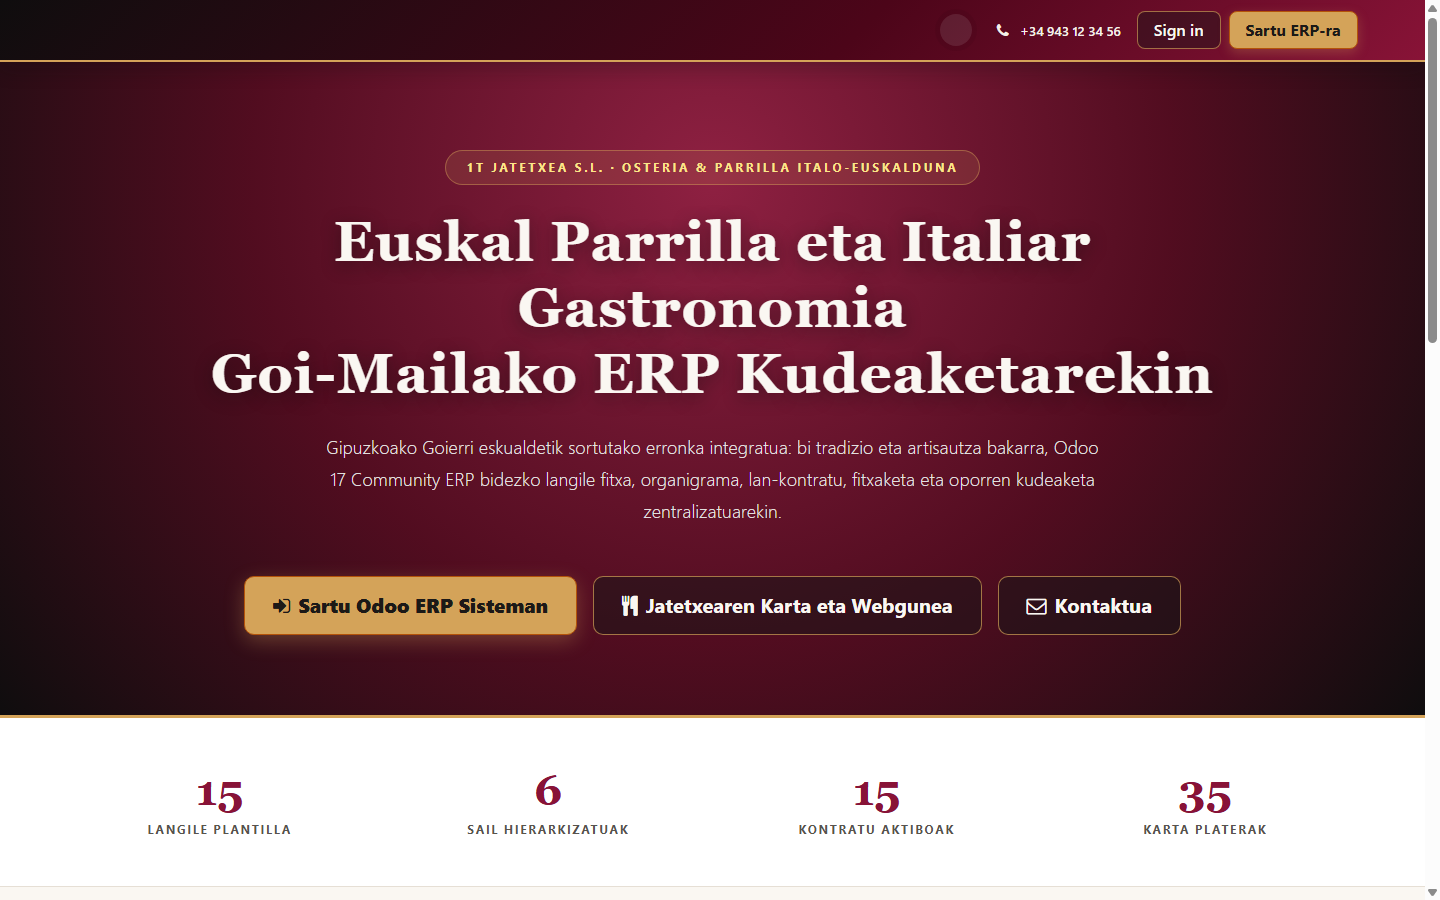 +34 943 12 34 56
Sign in
Sartu ERP-ra
1T JATETXEA S.L. · OSTERIA & PARRILLA ITALO-EUSKALDUNA
Euskal Parrilla eta Italiar
Gastronomia
Goi-Mailako ERP Kudeaketarekin
Gipuzkoako Goierri eskualdetik sortutako erronka integratua: bi tradizio eta artisautza bakarra, Odoo
17 Community ERP bidezko langile fitxa, organigrama, lan-kontratu, fitxaketa eta oporren kudeaketa
zentralizatuarekin.
Sartu Odoo ERP Sisteman
Jatetxearen Karta eta Webgunea
Kontaktua
15
LANGILE PLANTILLA
6
SAIL HIERARKIZATUAK
15
KONTRATU AKTIBOAK
35
KARTA PLATERAK